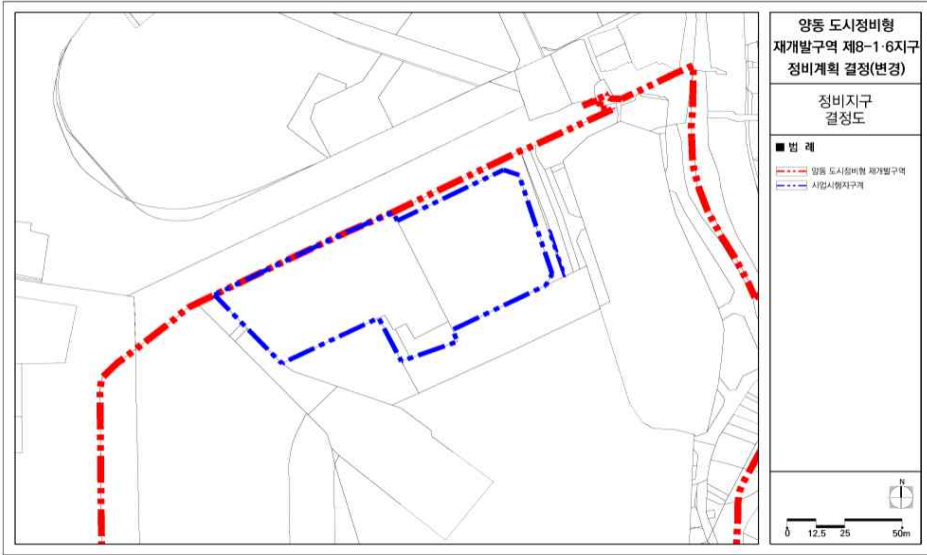 양동 도시정비형
재개발구역 제8-1·6지구
정비계획 결정(변경)
정비지구
결정도
■ 범 례
양동 도시정비형 재개발구역
사업시행지구계
N
0 12.5 25 50m